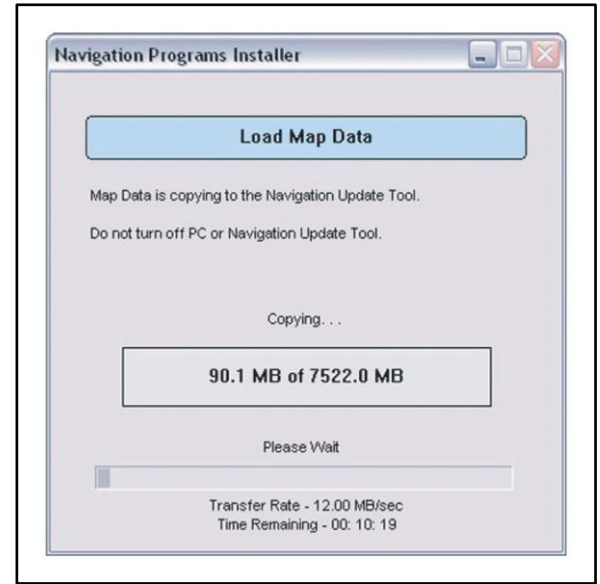 Navigation Programs Installer
Load Map Data
Map Data is copying to the Navigation Update Tool.
Do not turn off PC or Navigation Update Tool.
Copying. . .
90.1 MB of 7522.0 MB
Please Wait
Transfer Rate - 12.00 MB/sec
Time Remaining - 00: 10: 19